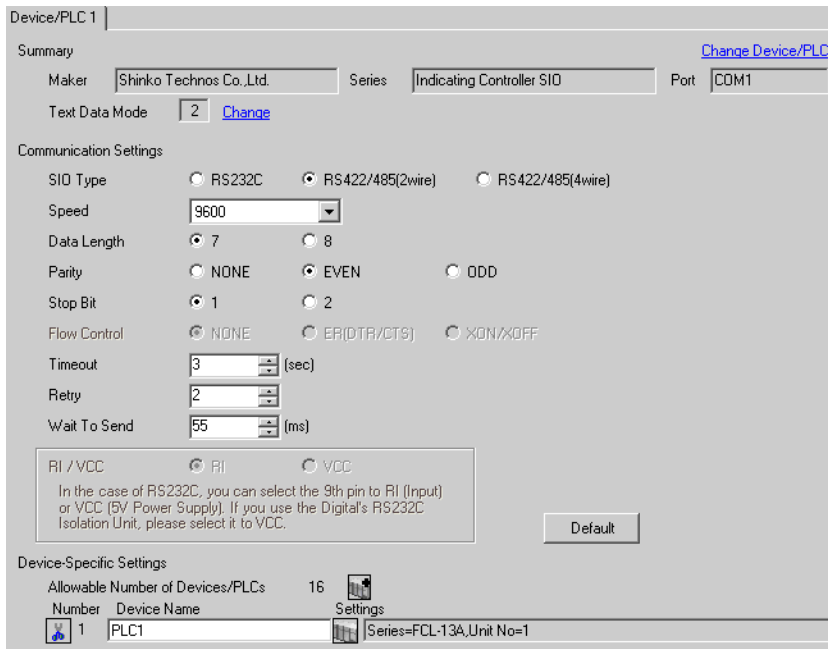 Device/PLC 1
Summary
Change Device/PLC
Maker Shinko Technos Co.,Ltd. Series Indicating Controller SIO Port COM1
Text Data Mode 2 Change
Communication Settings
SIO Type RS232C RS422/485(2wire) RS422/485(4wire)
Speed 9600
Data Length 7 8
Parity NONE EVEN ODD
Stop Bit 1 2
Flow Control NONE ER(DTR/CTS) XON/XOFF
Timeout 3 (sec)
Retry 2
Wait To Send 55 (ms)
RI / VCC RI VCC
In the case of RS232C, you can select the 9th pin to RI (Input)
or VCC (5V Power Supply). If you use the Digital's RS232C
Isolation Unit, please select it to VCC.
Default
Device-Specific Settings
Allowable Number of Devices/PLCs 16
Number Device Name Settings
1 PLC1 Series=FCL-13A,Unit No=1